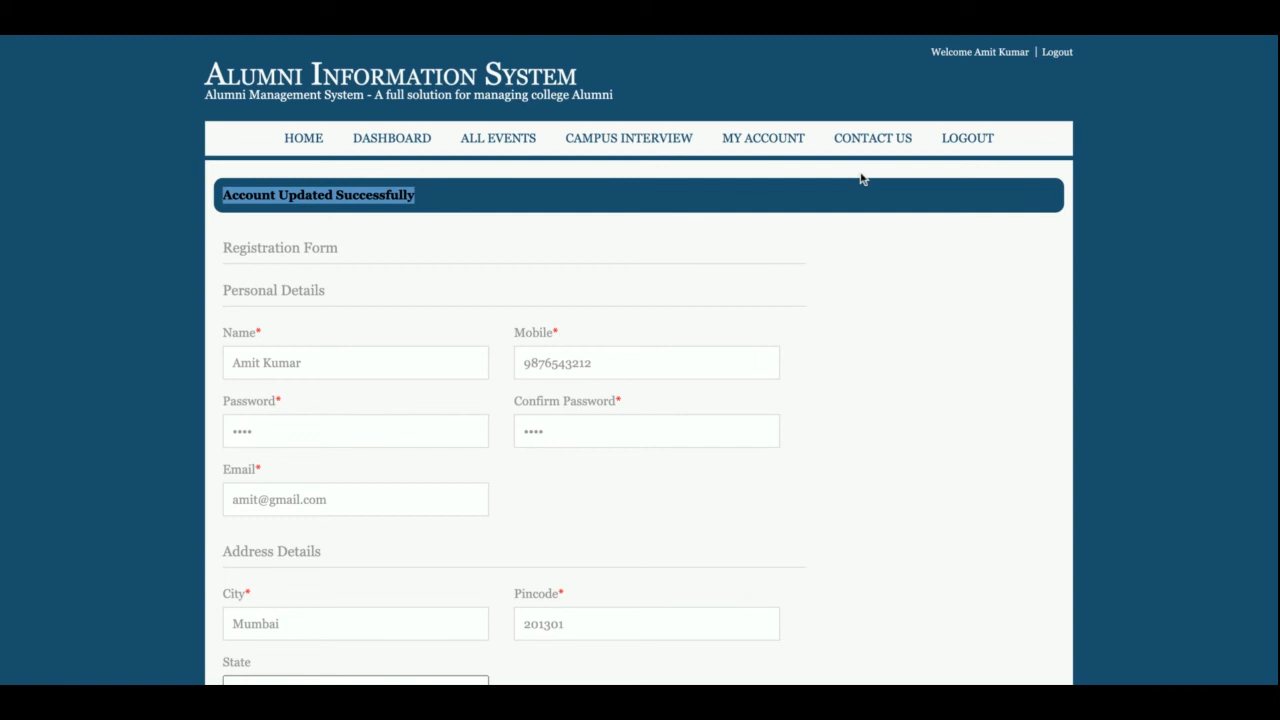 Welcome Amit Kumar | Logout
Alumni Information System
Alumni Management System - A full solution for managing college Alumni
HOME DASHBOARD ALL EVENTS CAMPUS INTERVIEW MY ACCOUNT CONTACT US LOGOUT
Account Updated Successfully
Registration Form
Personal Details
Name* Mobile*
Amit Kumar 9876543212
Password* Confirm Password*
•••• ••••
Email*
amit@gmail.com
Address Details
City* Pincode*
Mumbai 201301
State